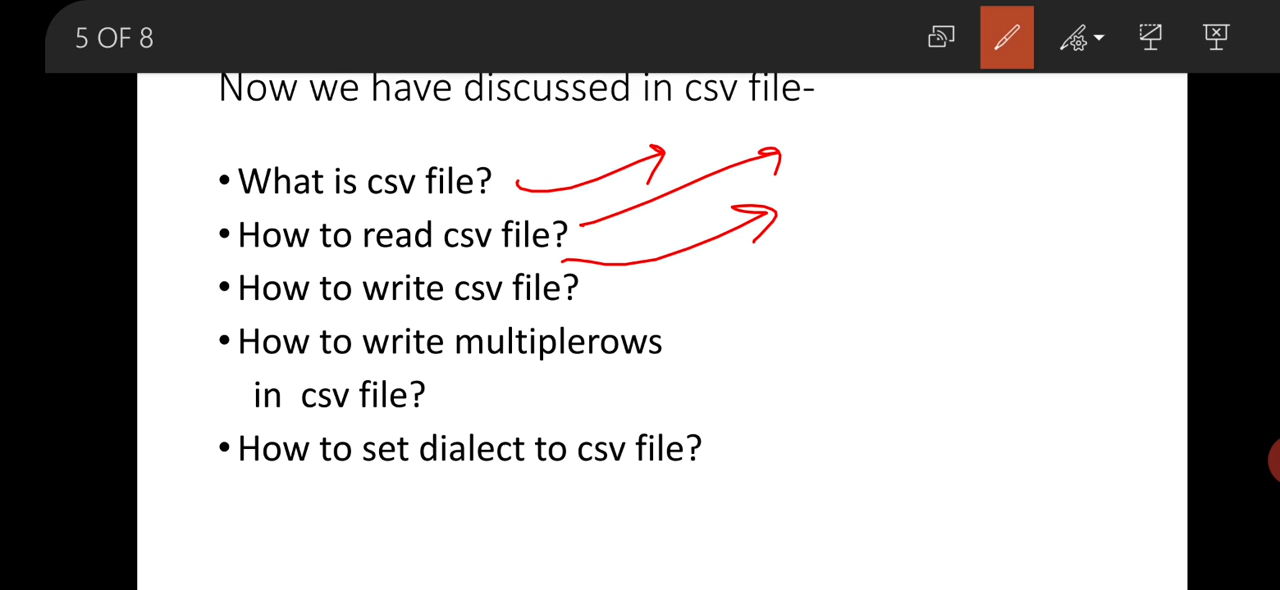 5 OF 8
Now we have discussed in csv file-
• What is csv file?
• How to read csv file?
• How to write csv file?
• How to write multiplerows
in csv file?
• How to set dialect to csv file?